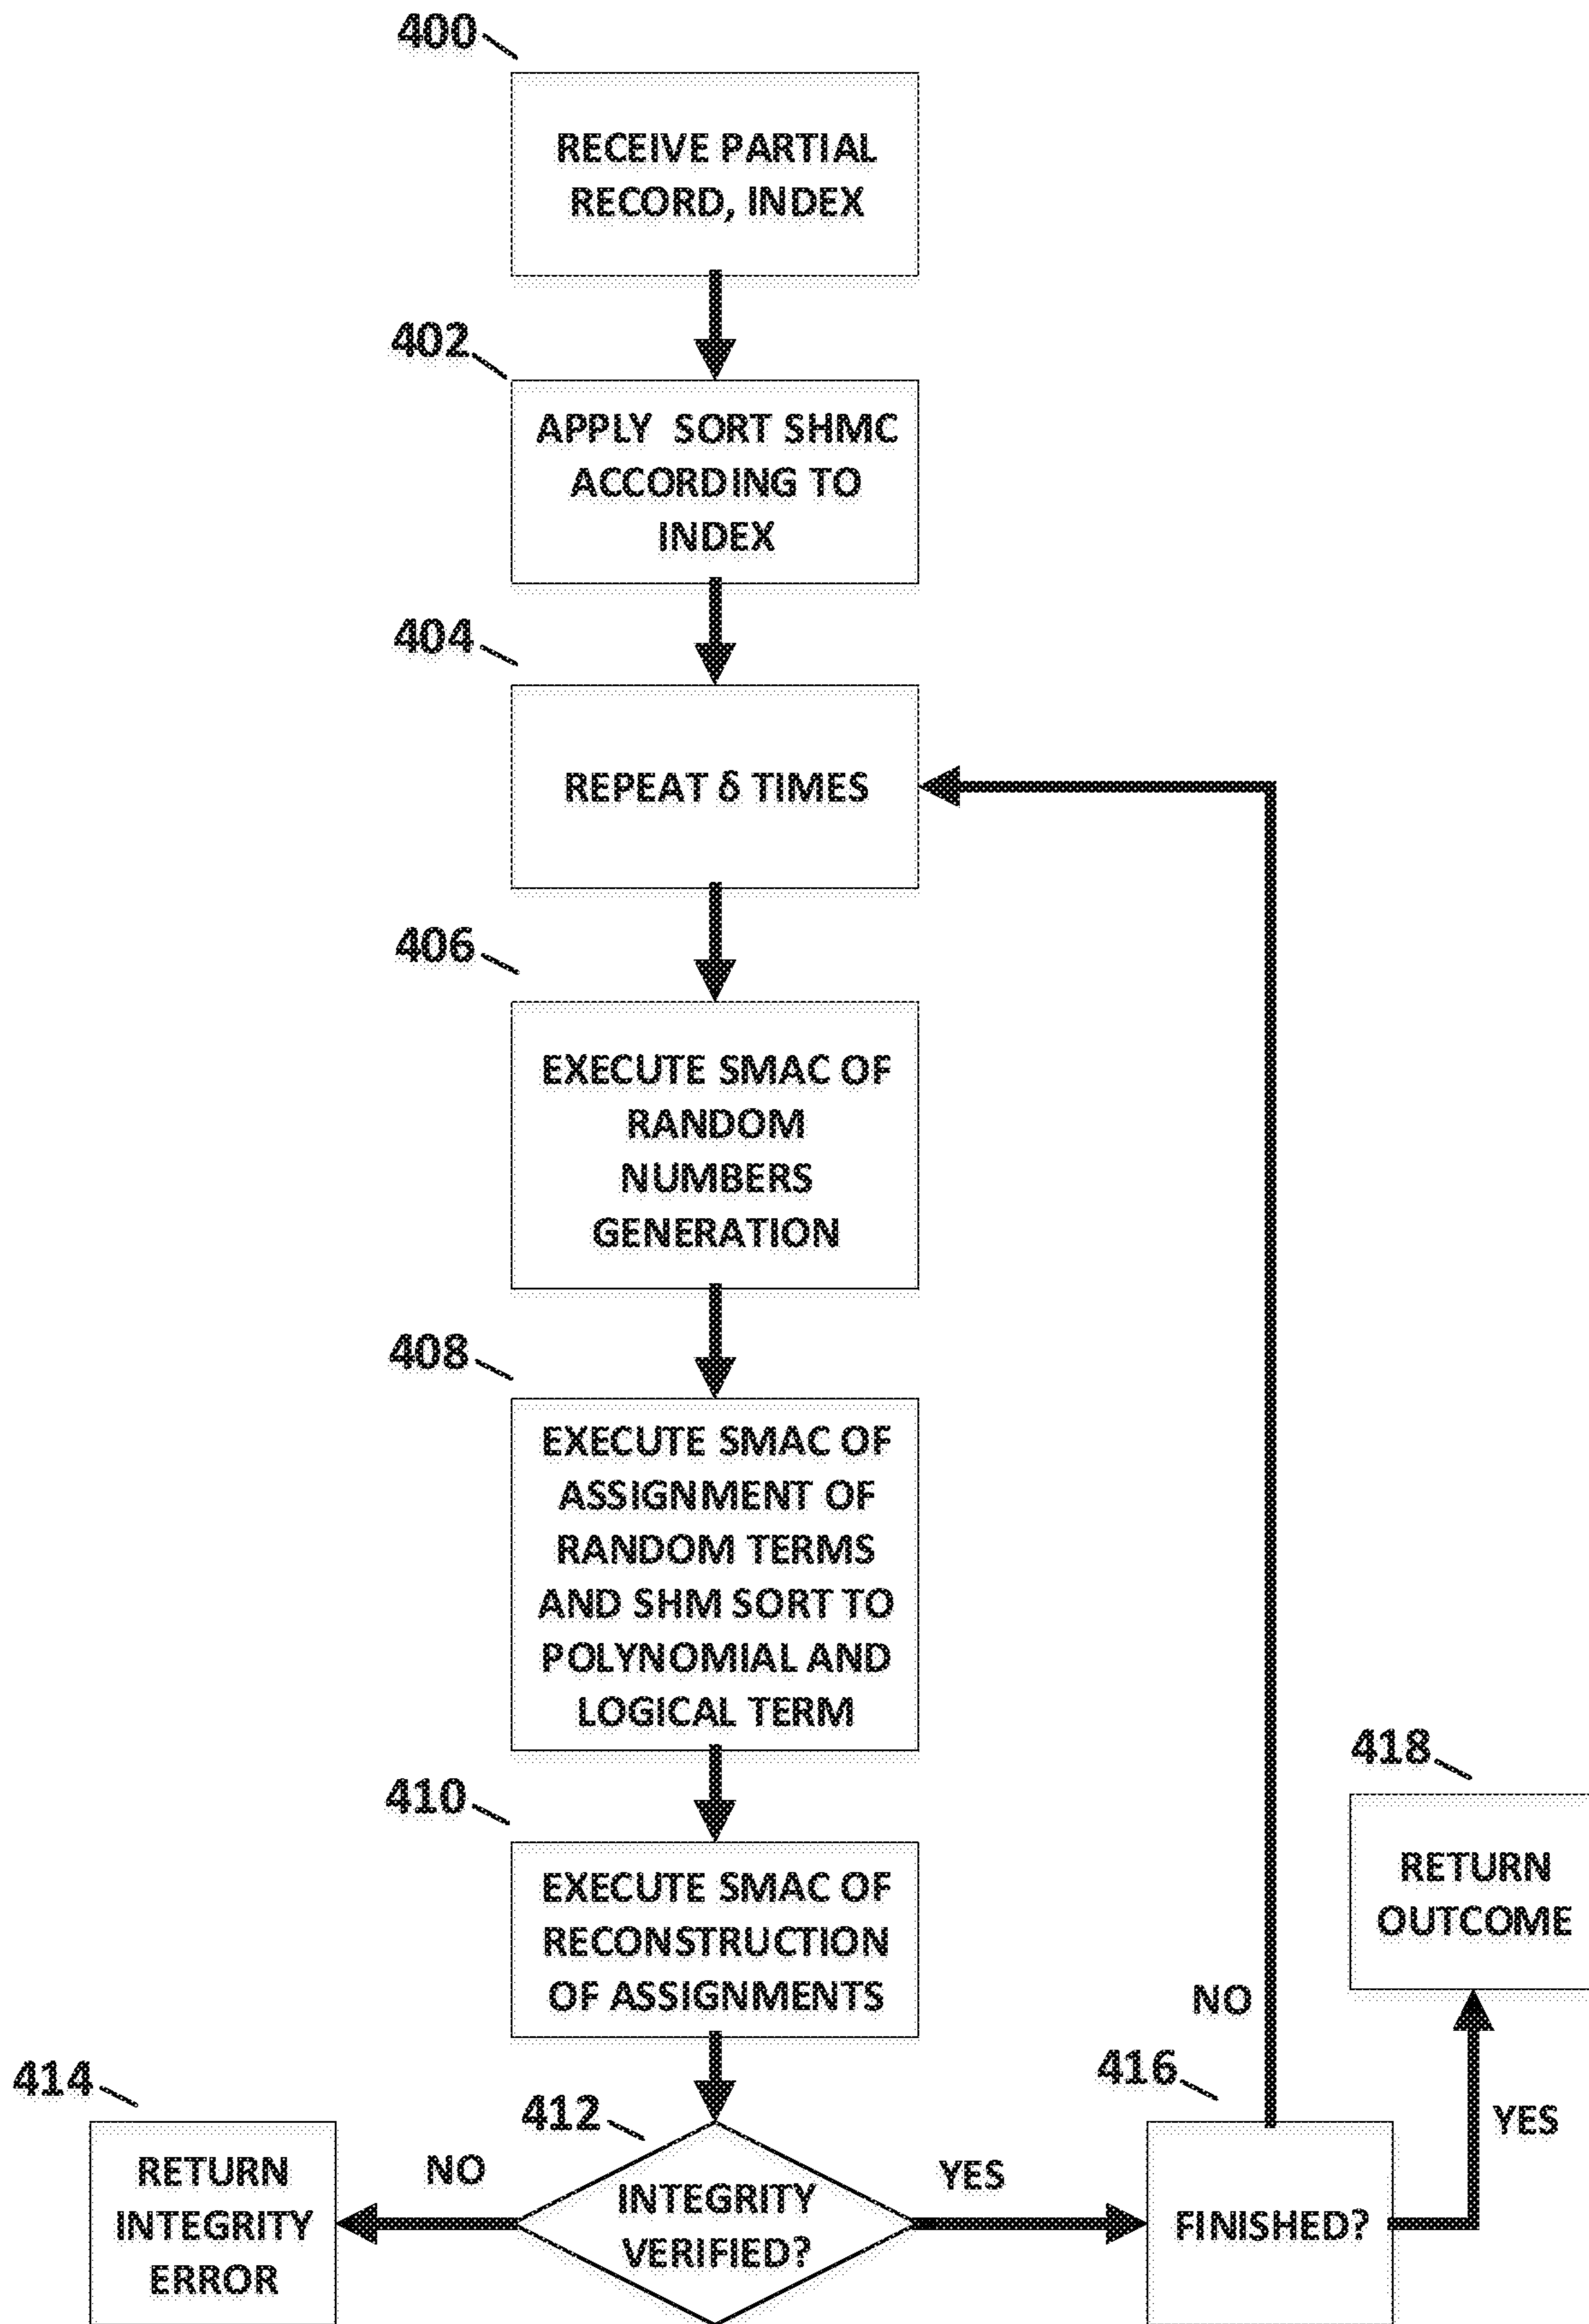 400
RECEIVE PARTIAL
RECORD, INDEX
402
APPLY SORT SHMC
ACCORDING TO
INDEX
404
REPEAT δ TIMES
406
EXECUTE SMAC OF
RANDOM
NUMBERS
GENERATION
408
EXECUTE SMAC OF
ASSIGNMENT OF
RANDOM TERMS
AND SHM SORT TO
POLYNOMIAL AND
LOGICAL TERM
410
EXECUTE SMAC OF
RECONSTRUCTION
OF ASSIGNMENTS
412
INTEGRITY
VERIFIED?
NO
414
RETURN
INTEGRITY
ERROR
YES
416
FINISHED?
NO
YES
418
RETURN
OUTCOME